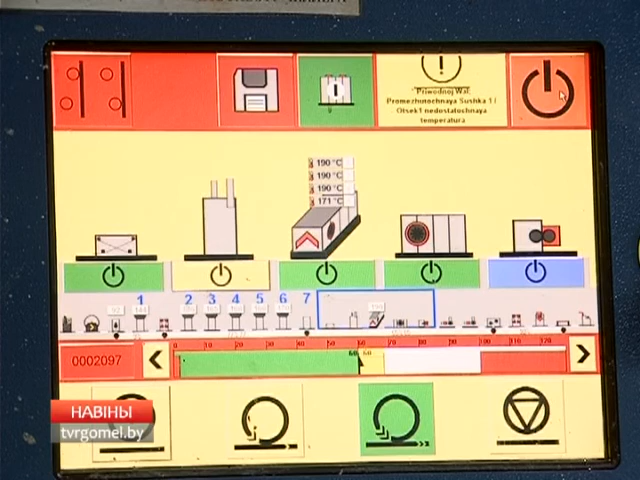 Priwodnoj Wal:
Promezhutochnaya Sushka 1 /
Otsek1 nedostatochnaya
temperatura
190 °C
190 °C
190 °C
171 °C
1 2 3 4 5 6 7
0 10 20 30 40 50 60 70 80 90 100 110 120
0002097
НАВІНЫ
tvrgomel.by